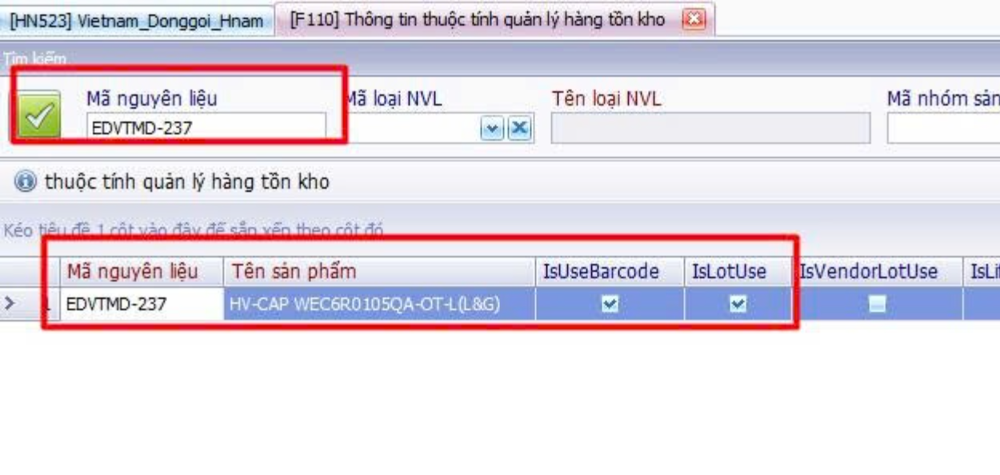 [HN523] Vietnam_Donggoi_Hnam [F110] Thông tin thuộc tính quản lý hàng tồn kho
Tìm kiếm
Mã nguyên liệu Mã loại NVL Tên loại NVL Mã nhóm sản
EDVTMD-237
thuộc tính quản lý hàng tồn kho
Kéo tiêu đề 1 cột vào đây để sắp xếp theo cột đó
Mã nguyên liệu Tên sản phẩm IsUseBarcode IsLotUse IsVendorLotUse
1 EDVTMD-237 HV-CAP WEC6R0105QA-OT-L(L&G)